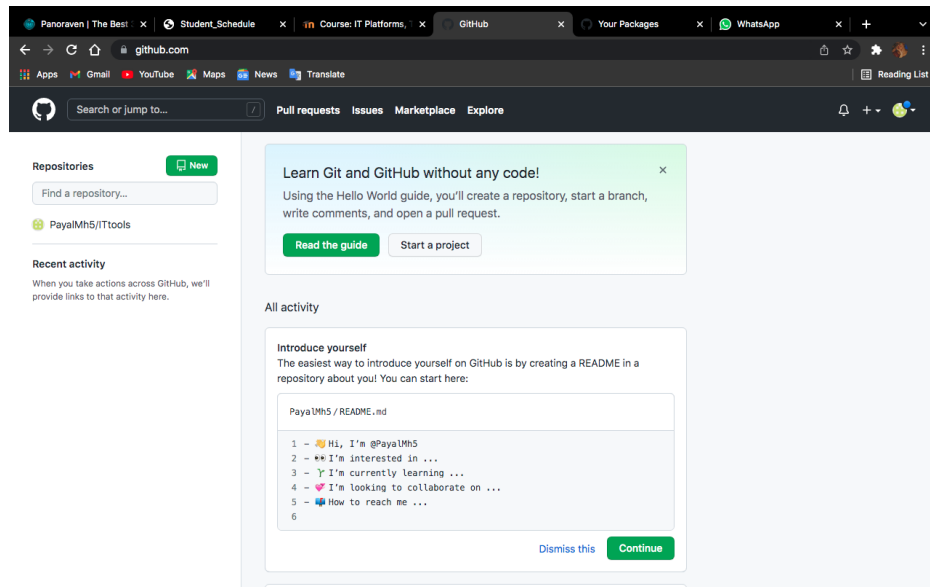 Panoraven | The Best
Student_Schedule
Course: IT Platforms,
GitHub
Your Packages
WhatsApp
github.com
Apps Gmail YouTube Maps News Translate Reading List
Search or jump to... / Pull requests Issues Marketplace Explore
Repositories
New
Find a repository...
PayalMh5/ITtools
Recent activity
When you take actions across GitHub, we'll
provide links to that activity here.
Learn Git and GitHub without any code!
Using the Hello World guide, you'll create a repository, start a branch,
write comments, and open a pull request.
Read the guide Start a project
All activity
Introduce yourself
The easiest way to introduce yourself on GitHub is by creating a README in a
repository about you! You can start here:
PayalMh5/README.md
1 - 👋 Hi, I'm @PayalMh5
2 - 👀 I'm interested in ...
3 - 🌱 I'm currently learning ...
4 - 💞️ I'm looking to collaborate on ...
5 - 📫 How to reach me ...
6
Dismiss this Continue